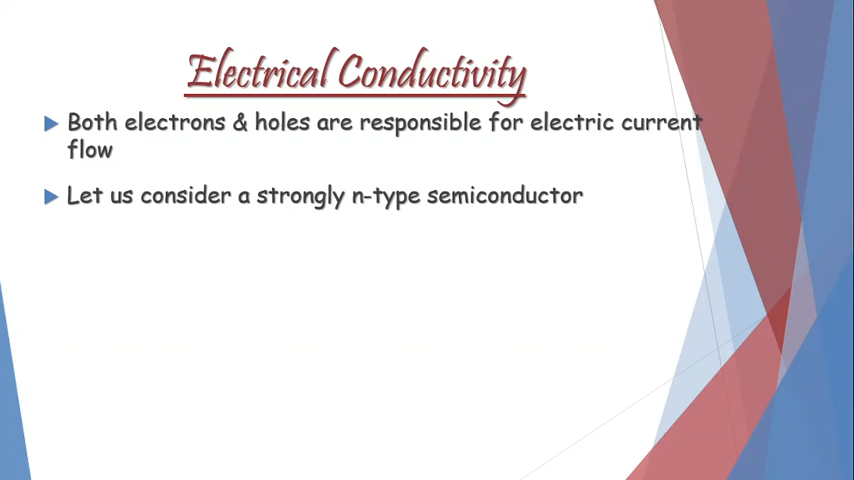 Electrical Conductivity
Both electrons & holes are responsible for electric current
flow
Let us consider a strongly n-type semiconductor